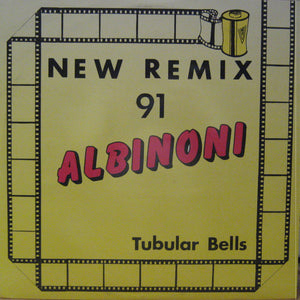 NEW REMIX
91
ALBINONI
Tubular Bells